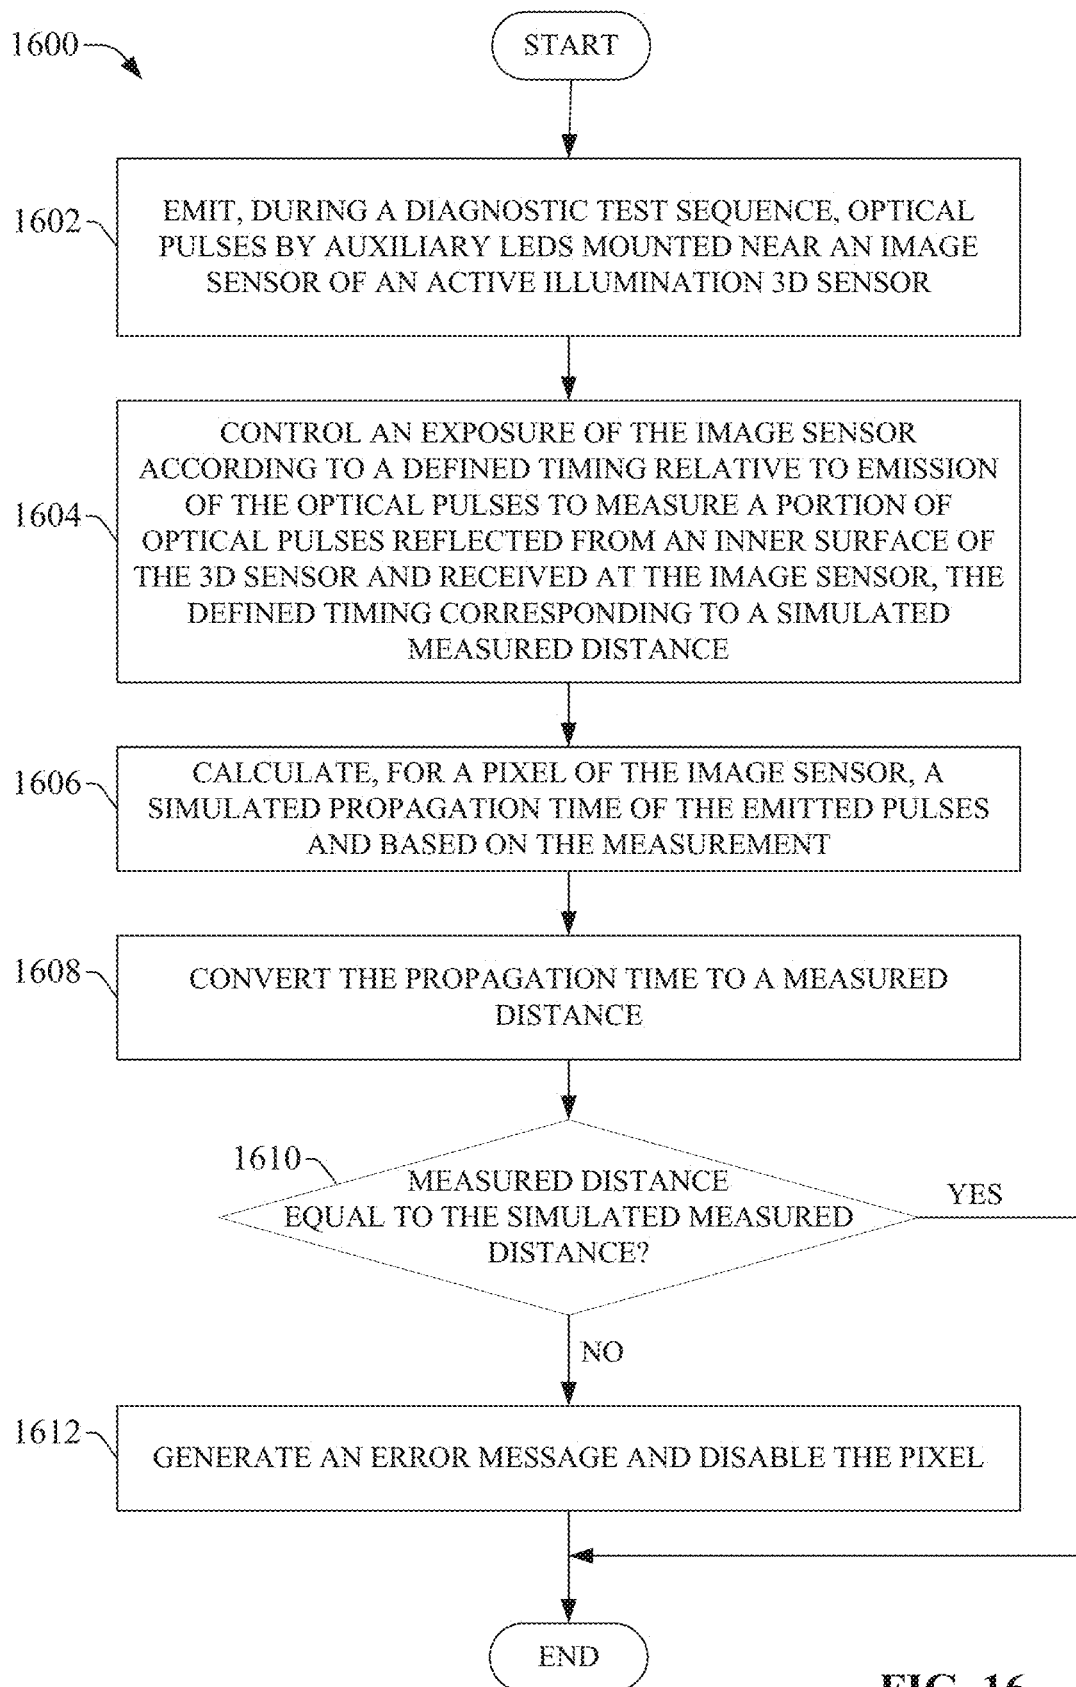 1600
START
1602
EMIT, DURING A DIAGNOSTIC TEST SEQUENCE, OPTICAL
PULSES BY AUXILIARY LEDS MOUNTED NEAR AN IMAGE
SENSOR OF AN ACTIVE ILLUMINATION 3D SENSOR
1604
CONTROL AN EXPOSURE OF THE IMAGE SENSOR
ACCORDING TO A DEFINED TIMING RELATIVE TO EMISSION
OF THE OPTICAL PULSES TO MEASURE A PORTION OF
OPTICAL PULSES REFLECTED FROM AN INNER SURFACE OF
THE 3D SENSOR AND RECEIVED AT THE IMAGE SENSOR, THE
DEFINED TIMING CORRESPONDING TO A SIMULATED
MEASURED DISTANCE
1606
CALCULATE, FOR A PIXEL OF THE IMAGE SENSOR, A
SIMULATED PROPAGATION TIME OF THE EMITTED PULSES
AND BASED ON THE MEASUREMENT
1608
CONVERT THE PROPAGATION TIME TO A MEASURED
DISTANCE
1610
MEASURED DISTANCE
EQUAL TO THE SIMULATED MEASURED
DISTANCE?
YES
NO
1612
GENERATE AN ERROR MESSAGE AND DISABLE THE PIXEL
END
FIG. 16